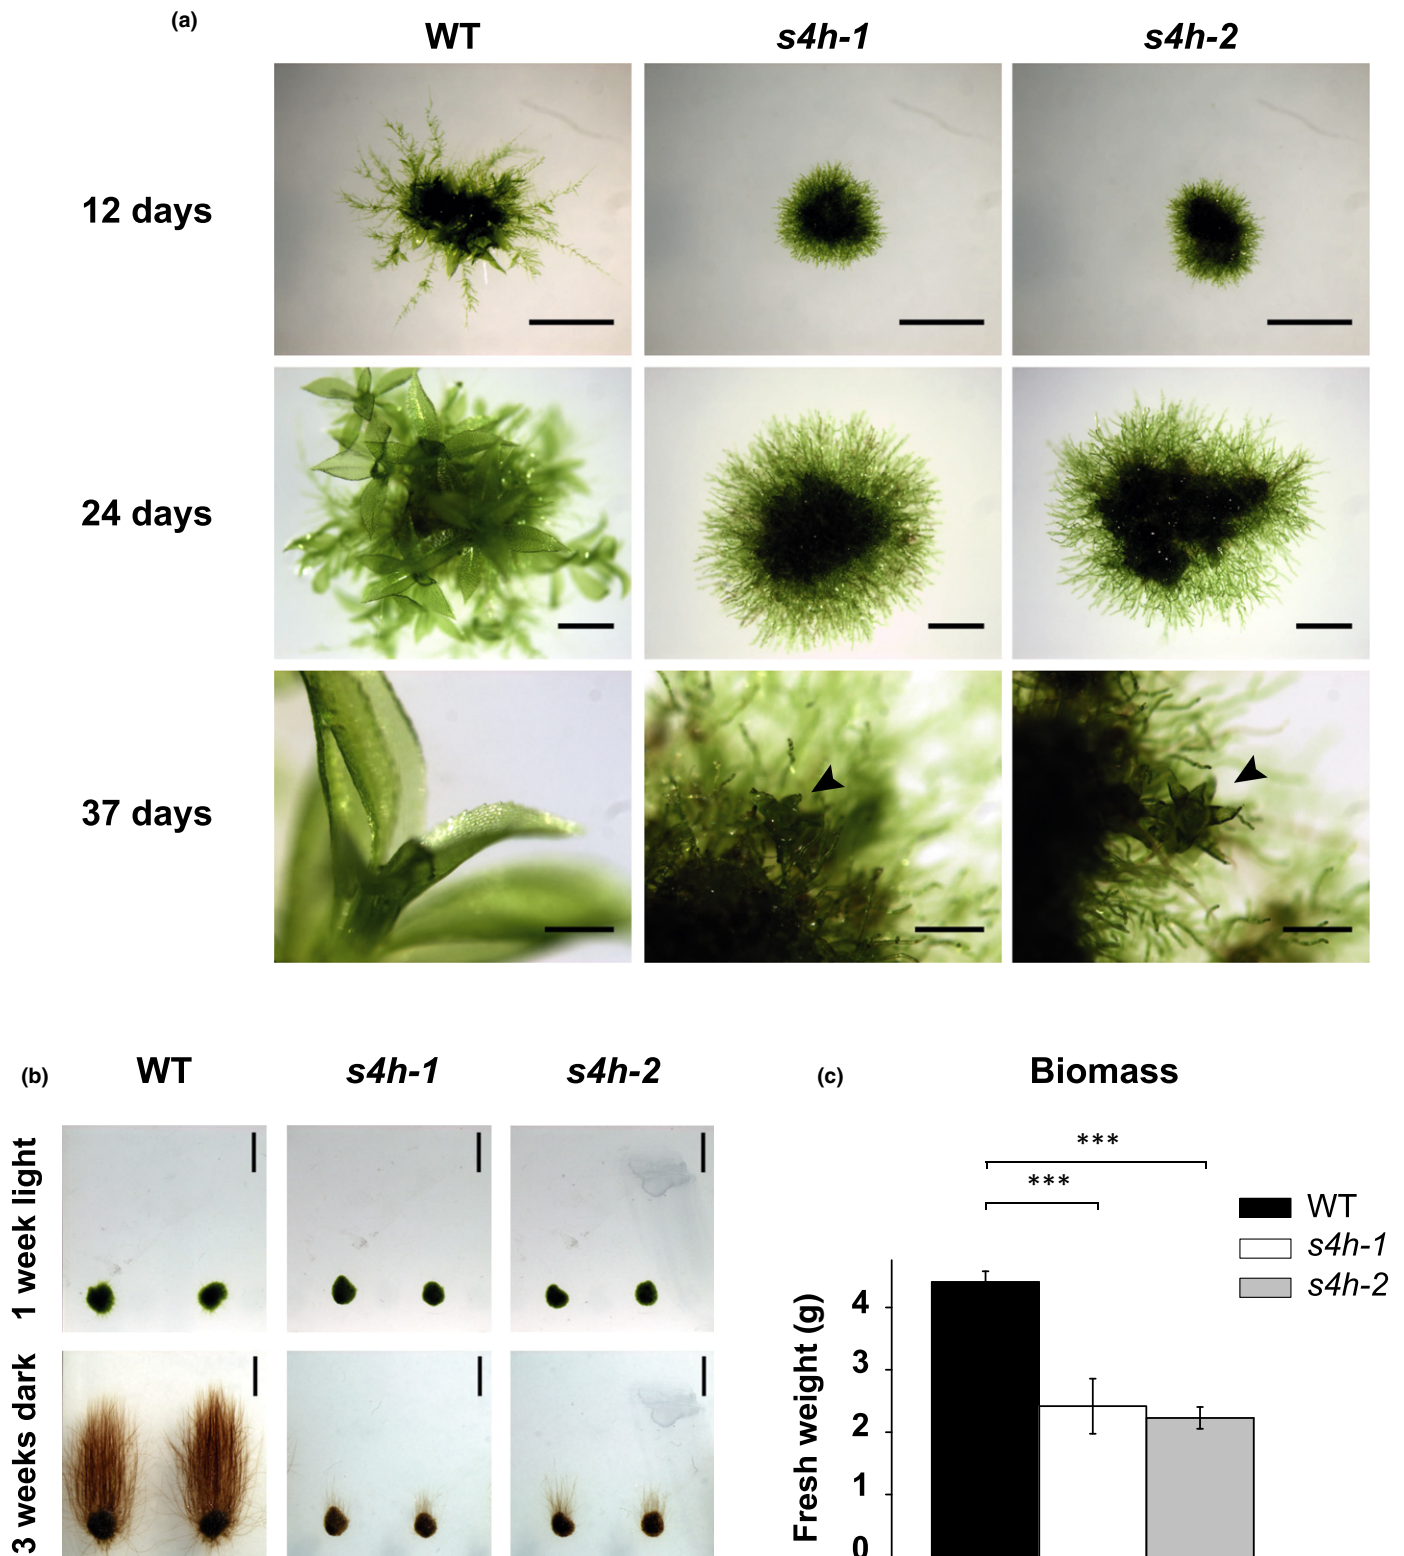 (a)
WT s4h-1 s4h-2
12 days
24 days
37 days
(b) WT s4h-1 s4h-2
1 week light
3 weeks dark
(c) Biomass
***
***
WT
s4h-1
s4h-2
Fresh weight (g)
4
3
2
1
0